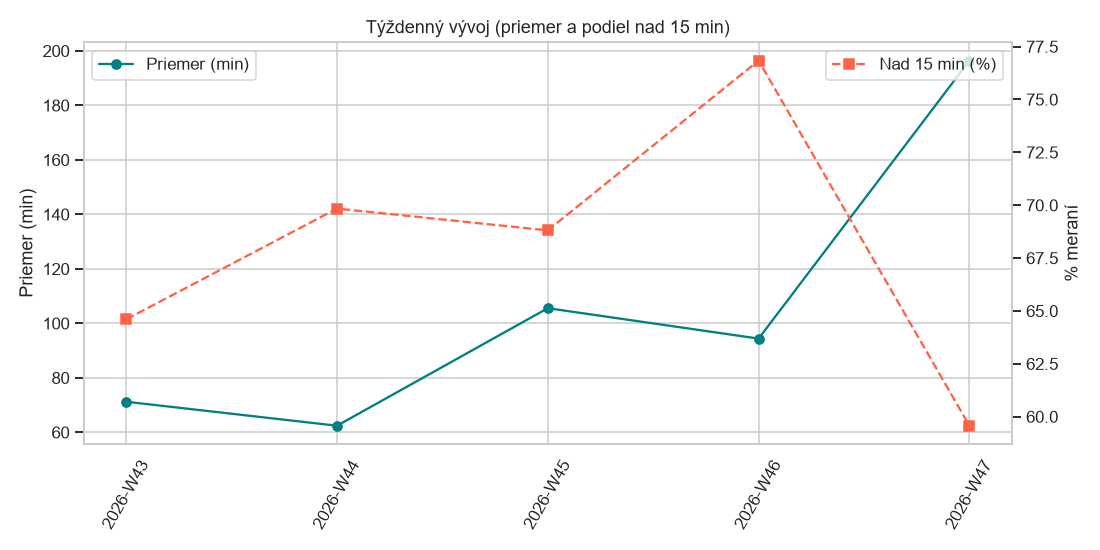 Týždenný vývoj (priemer a podiel nad 15 min)
Priemer (min)
Nad 15 min (%)
Priemer (min)
200
180
160
140
120
100
80
60
77.5
75.0
72.5
70.0
67.5
65.0
62.5
60.0
% meraní
2026-W43
2026-W44
2026-W45
2026-W46
2026-W47